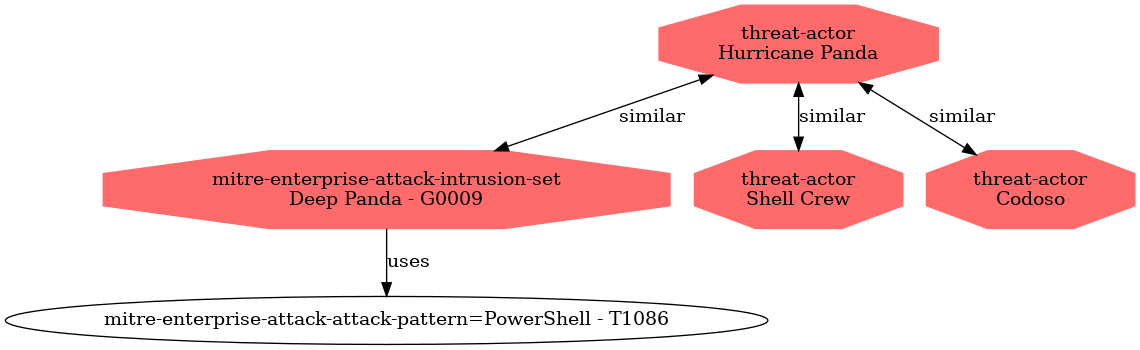 threat-actor
Hurricane Panda
similar
similar
similar
mitre-enterprise-attack-intrusion-set
Deep Panda - G0009
threat-actor
Shell Crew
threat-actor
Codoso
uses
mitre-enterprise-attack-attack-pattern=PowerShell - T1086